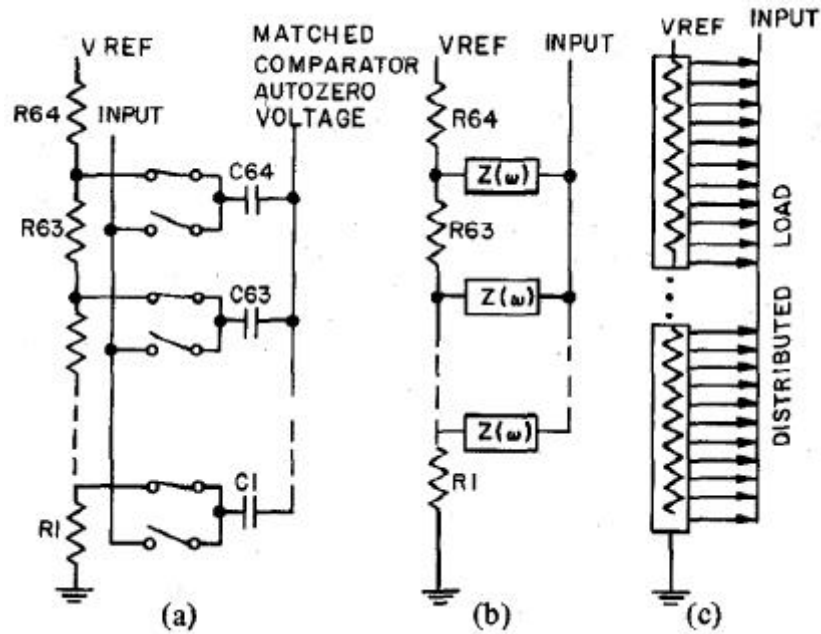 V REF
MATCHED
COMPARATOR
AUTOZERO
VOLTAGE
R64
INPUT
C64
R63
C63
C1
R1
(a)
VREF
INPUT
R64
Z(ω)
R63
Z(ω)
Z(ω)
R1
(b)
VREF
INPUT
DISTRIBUTED LOAD
(c)